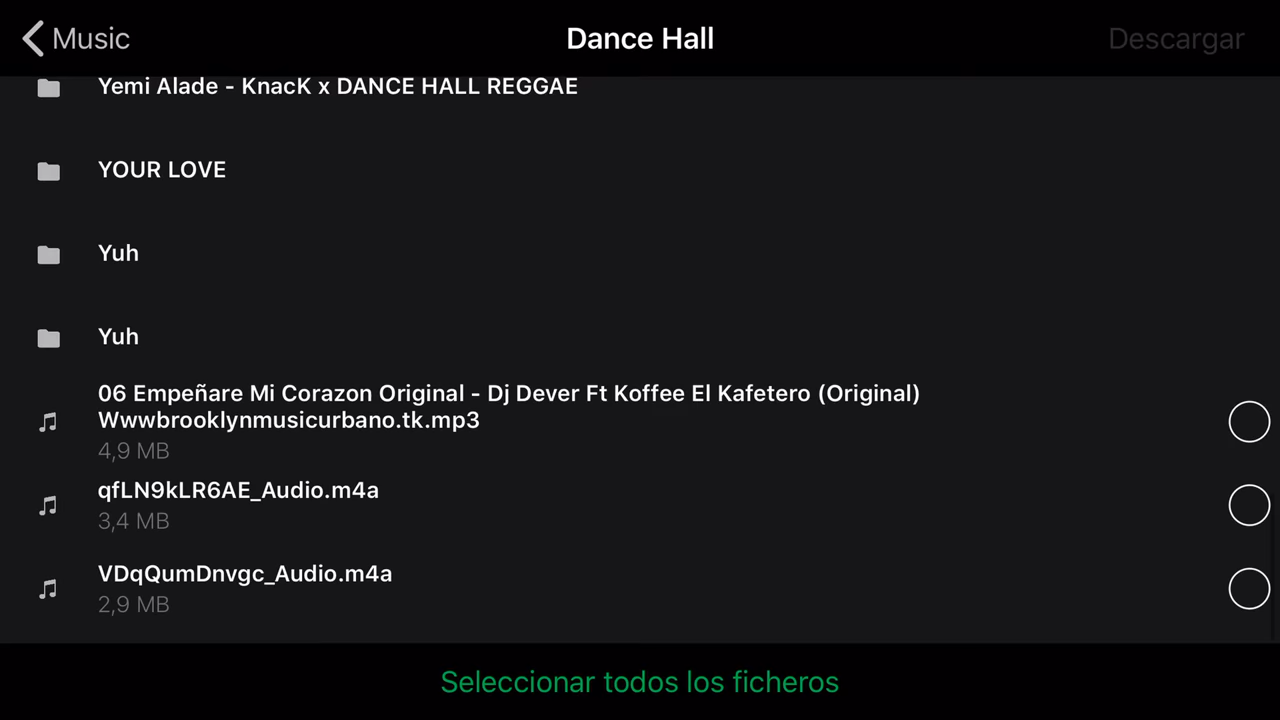 Music
Dance Hall
Descargar
Yemi Alade - KnacK x DANCE HALL REGGAE
YOUR LOVE
Yuh
Yuh
06 Empeñare Mi Corazon Original - Dj Dever Ft Koffee El Kafetero (Original)
Wwwbrooklynmusicurbano.tk.mp3
4,9 MB
qfLN9kLR6AE_Audio.m4a
3,4 MB
VDqQumDnvgc_Audio.m4a
2,9 MB
Seleccionar todos los ficheros